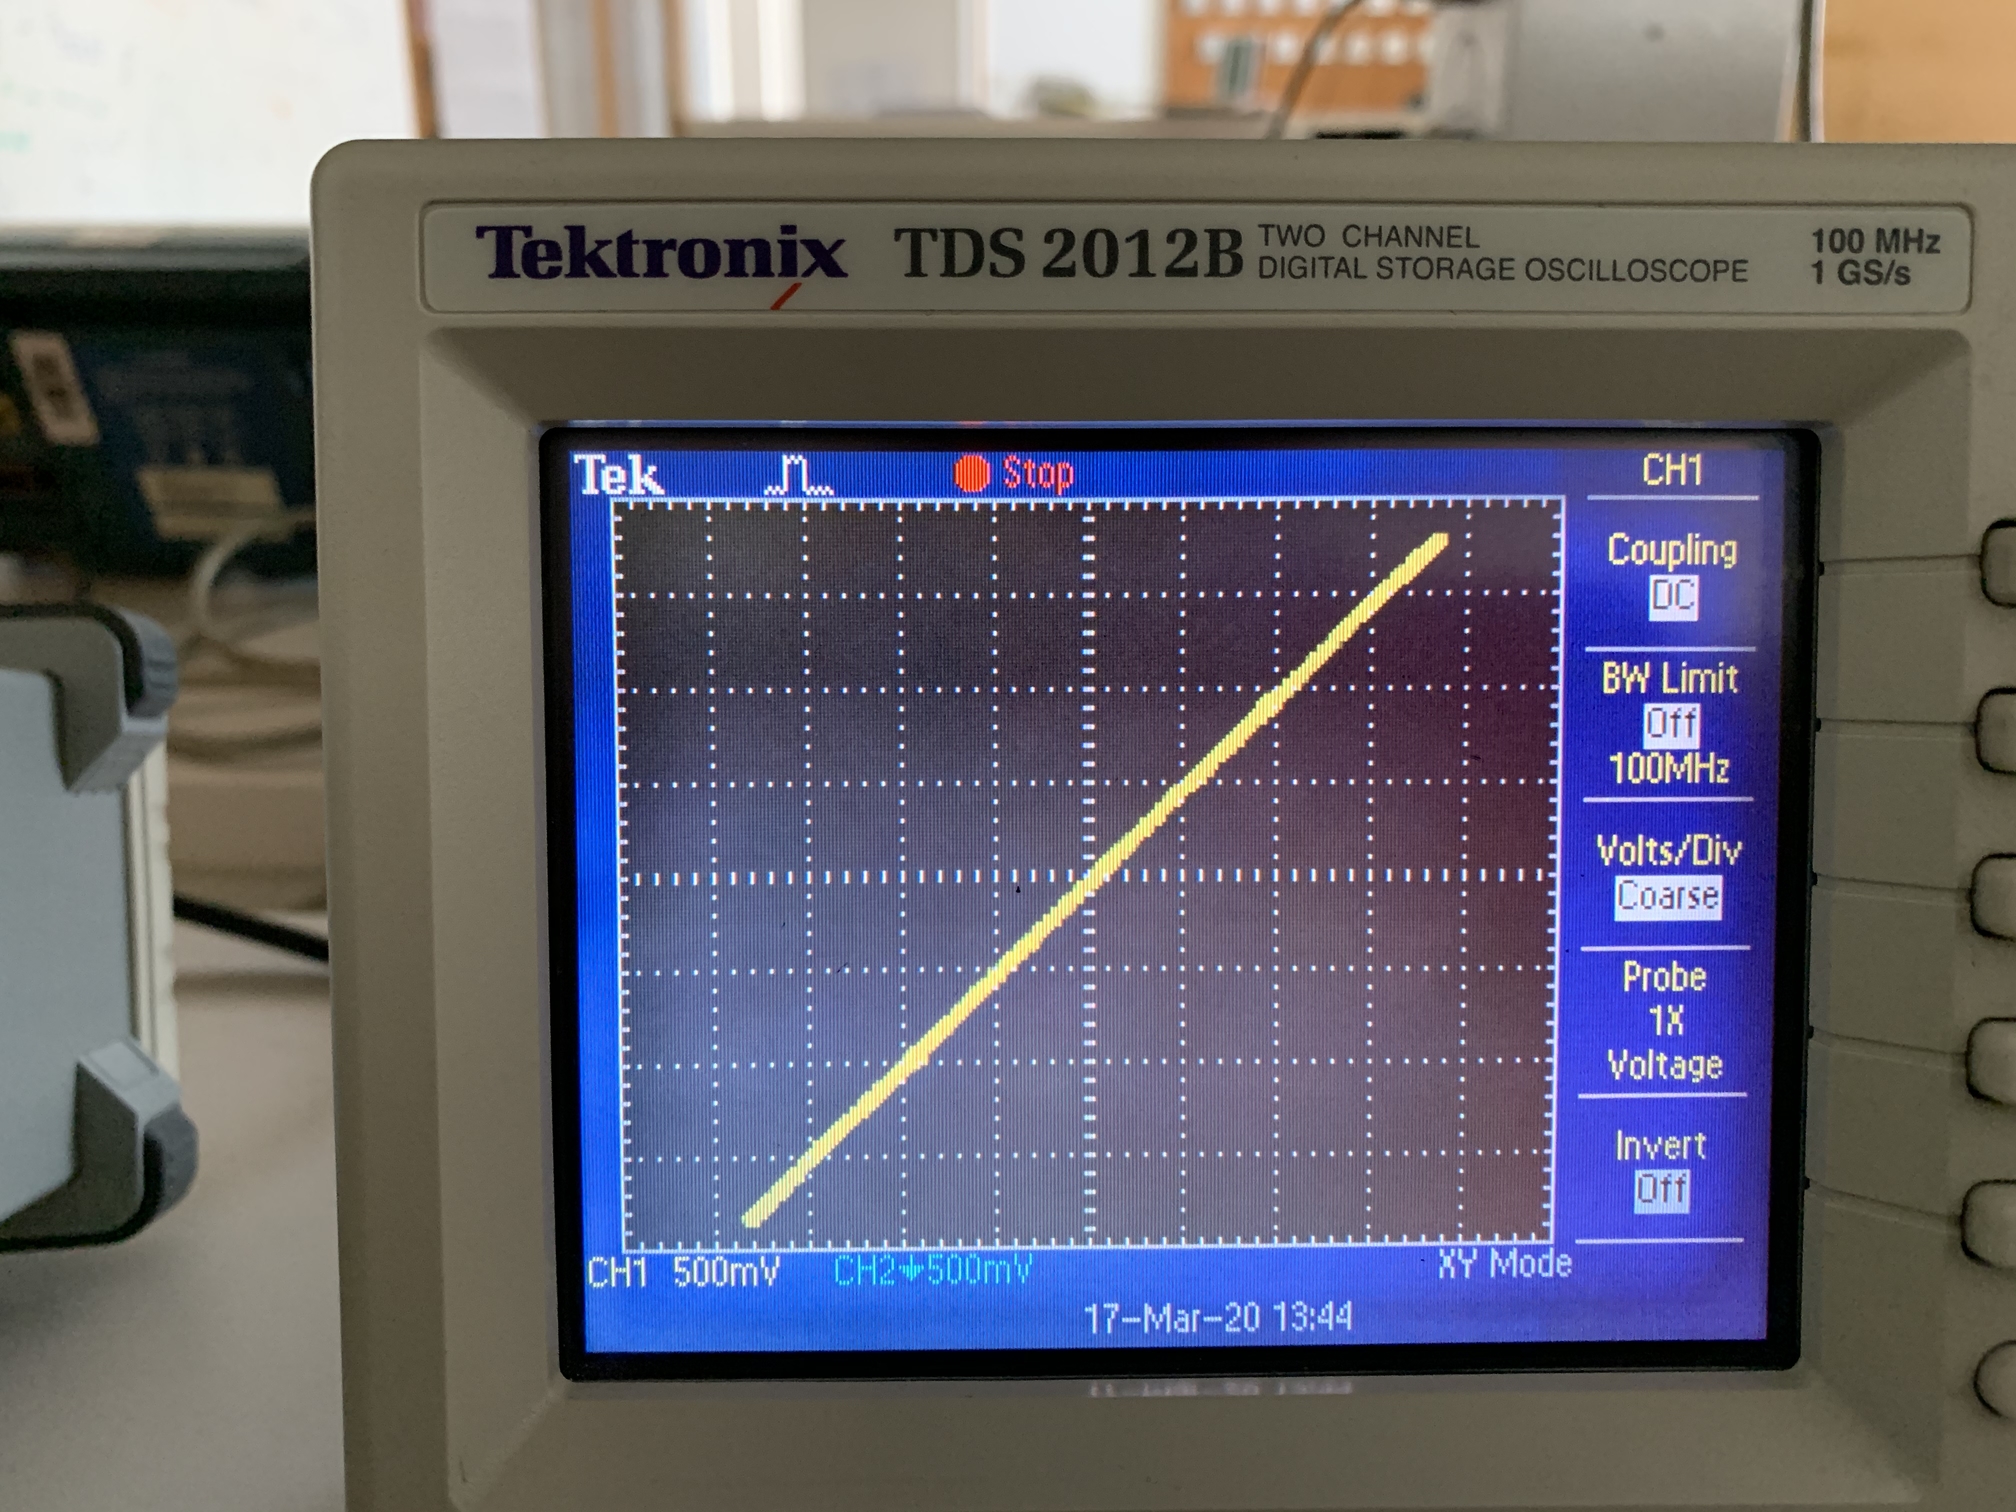 Tektronix TDS 2012B TWO CHANNEL DIGITAL STORAGE OSCILLOSCOPE 100 MHz 1 GS/s
Tek Stop CH1
Coupling
DC
BW Limit
Off
100MHz
Volts/Div
Coarse
Probe
1X
Voltage
Invert
Off
CH1 500mV CH2 500mV XY Mode
17-Mar-20 13:44